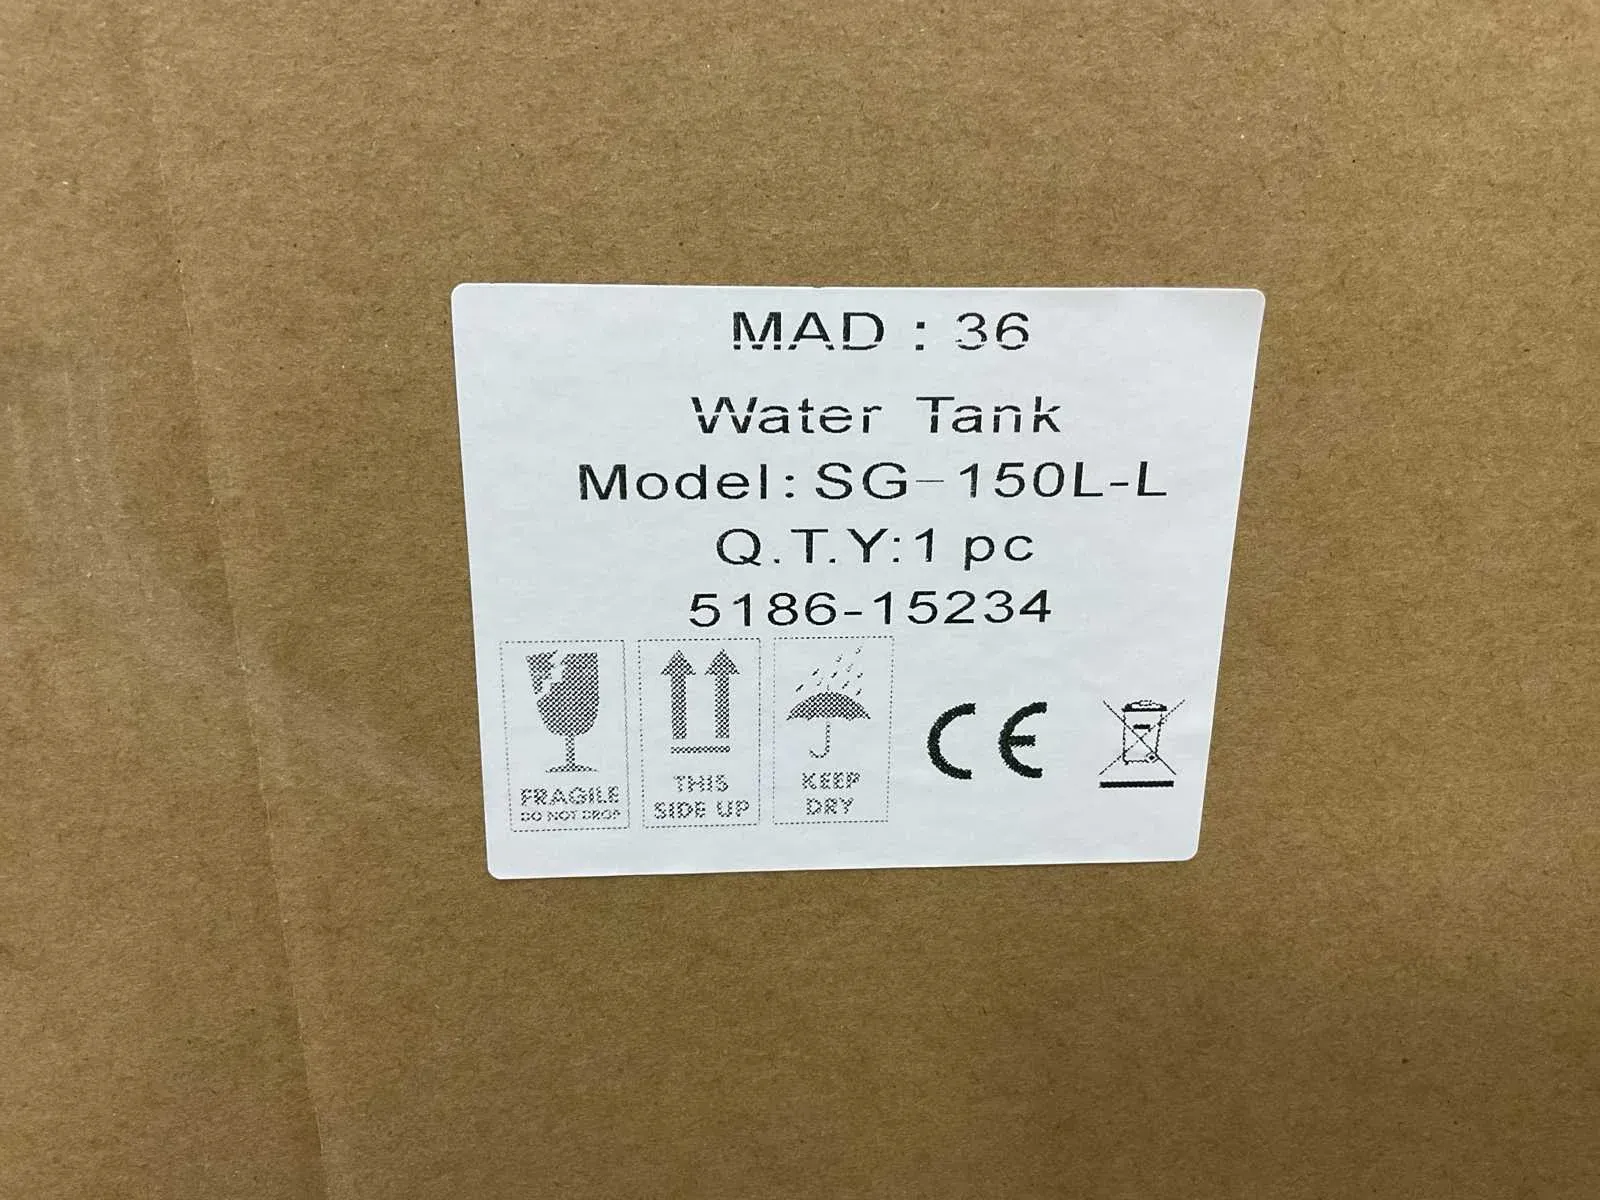 MAD : 36
Water Tank
Model:SG-150L-L
Q.T.Y:1 pc
5186-15234
FRAGILE
DO NOT DROP
THIS
SIDE UP
KEEP
DRY
CE